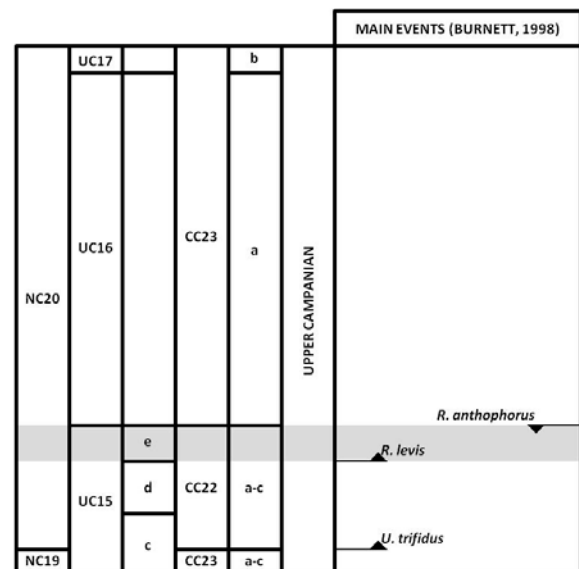 MAIN EVENTS (BURNETT, 1998)
UC17
b
NC20
UC16
CC23
a
UPPER CAMPANIAN
R. anthophorus
e
R. levis
UC15
d
CC22
a-c
c
U. trifidus
NC19
CC23
a-c